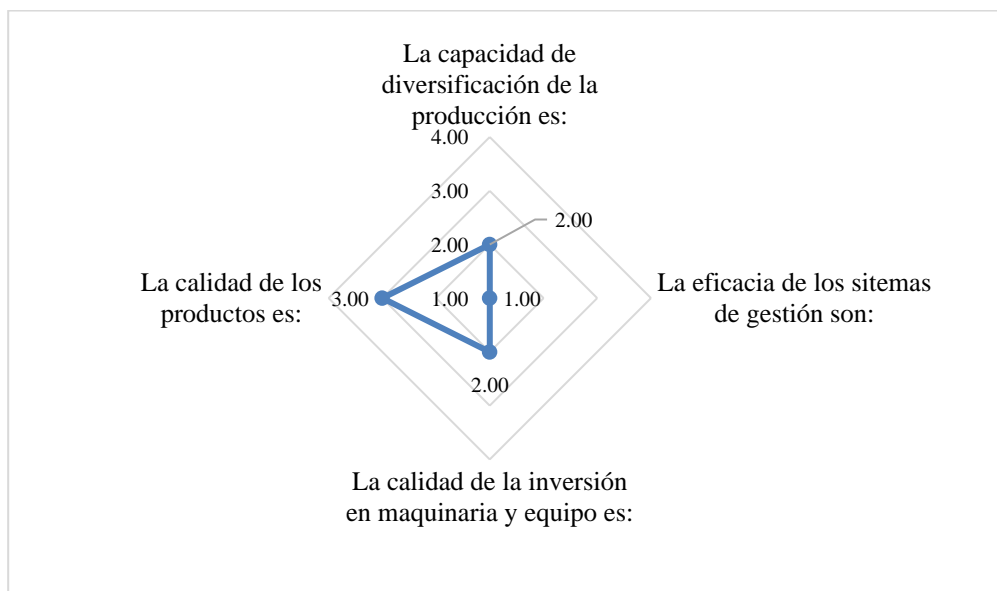 La capacidad de
diversificación de la
producción es:
4.00
3.00
2.00
2.00
La calidad de los
productos es:
3.00
1.00
1.00
La eficacia de los sitemas
de gestión son:
2.00
La calidad de la inversión
en maquinaria y equipo es: